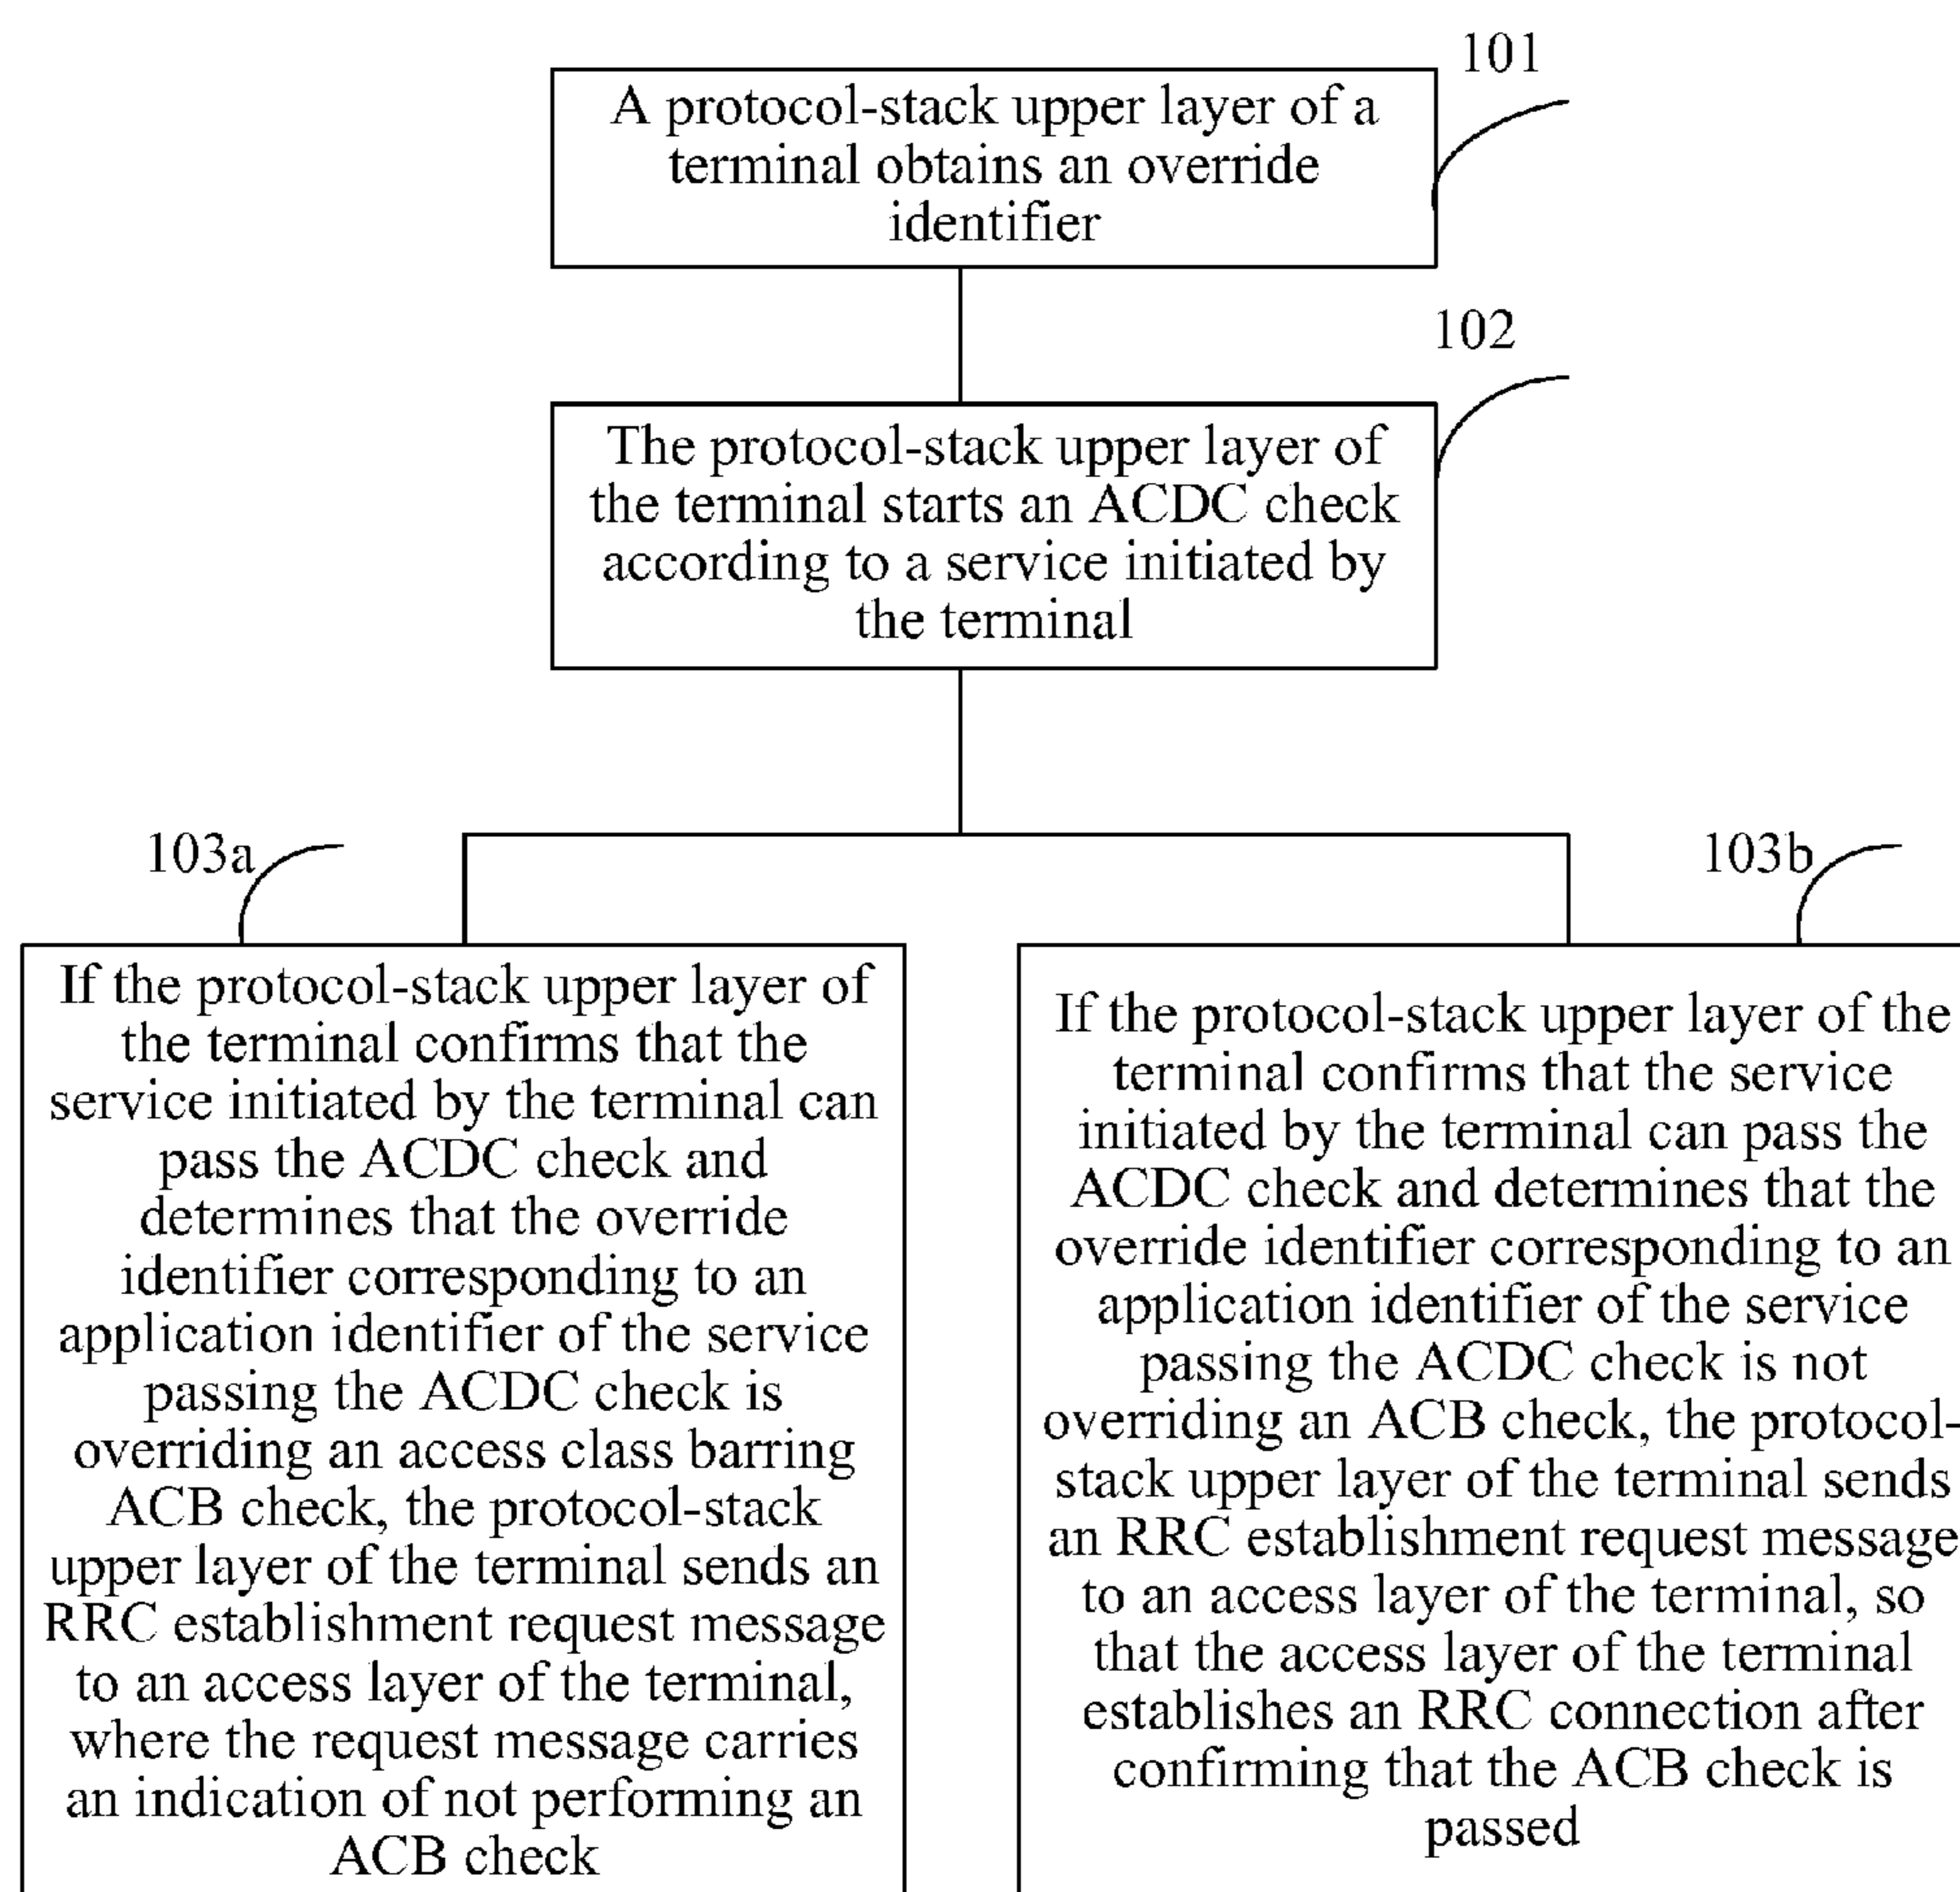 101
A protocol-stack upper layer of a
terminal obtains an override
identifier
102
The protocol-stack upper layer of
the terminal starts an ACDC check
according to a service initiated by
the terminal
103a
If the protocol-stack upper layer of
the terminal confirms that the
service initiated by the terminal can
pass the ACDC check and
determines that the override
identifier corresponding to an
application identifier of the service
passing the ACDC check is
overriding an access class barring
ACB check, the protocol-stack
upper layer of the terminal sends an
RRC establishment request message
to an access layer of the terminal,
where the request message carries
an indication of not performing an
ACB check
103b
If the protocol-stack upper layer of the
terminal confirms that the service
initiated by the terminal can pass the
ACDC check and determines that the
override identifier corresponding to an
application identifier of the service
passing the ACDC check is not
overriding an ACB check, the protocol-
stack upper layer of the terminal sends
an RRC establishment request message
to an access layer of the terminal, so
that the access layer of the terminal
establishes an RRC connection after
confirming that the ACB check is
passed